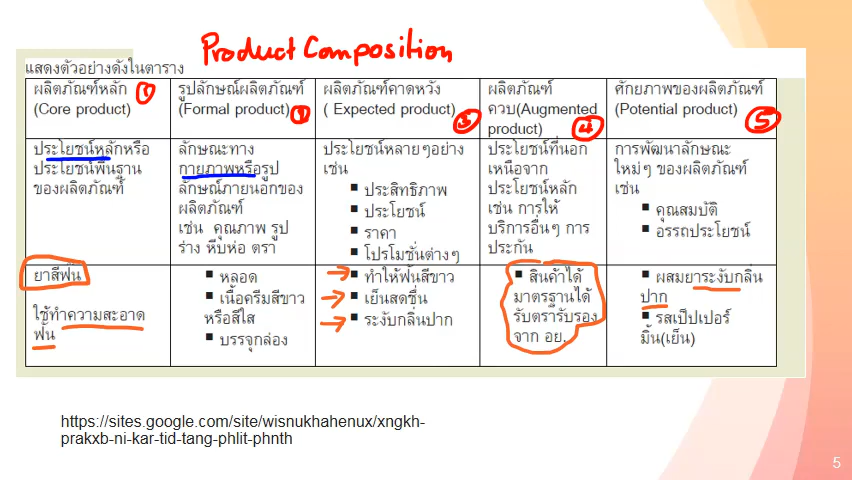 Product Composition
แสดงตัวอย่างดังในตาราง
ผลิตภัณฑ์หลัก ①
(Core product)
รูปลักษณ์ผลิตภัณฑ์
(Formal product) ①
ผลิตภัณฑ์คาดหวัง
( Expected product) ③
ผลิตภัณฑ์
ควบ(Augmented
product) ④
ศักยภาพของผลิตภัณฑ์
(Potential product) ⑤
ประโยชน์หลักหรือ
ประโยชน์พื้นฐาน
ของผลิตภัณฑ์
ลักษณะทาง
กายภาพหรือรูป
ลักษณ์ภายนอกของ
ผลิตภัณฑ์
เช่น คุณภาพ รูป
ร่าง หีบห่อ ตรา
ประโยชน์หลายๆอย่าง
เช่น
▪ ประสิทธิภาพ
▪ ประโยชน์
▪ ราคา
▪ โปรโมชั่นต่างๆ
ประโยชน์ที่นอก
เหนือจาก
ประโยชน์หลัก
เช่น การให้
บริการอื่นๆ การ
ประกัน
การพัฒนาลักษณะ
ใหม่ๆ ของผลิตภัณฑ์
เช่น
▪ คุณสมบัติ
▪ อรรถประโยชน์
ยาสีฟัน
ใช้ทำความสะอาด
ฟัน
▪ หลอด
▪ เนื้อครีมสีขาว
หรือสีใส
▪ บรรจุกล่อง
▪ ทำให้ฟันสีขาว
▪ เย็นสดชื่น
▪ ระงับกลิ่นปาก
▪ สินค้าได้
มาตรฐานได้
รับตรารับรอง
จาก อย.
▪ ผสมยาระงับกลิ่น
ปาก
▪ รสเป็ปเปอร์
มิ้น(เย็น)
https://sites.google.com/site/wisnukhahenux/xngkh-
prakxb-ni-kar-tid-tang-phlit-phnth
5